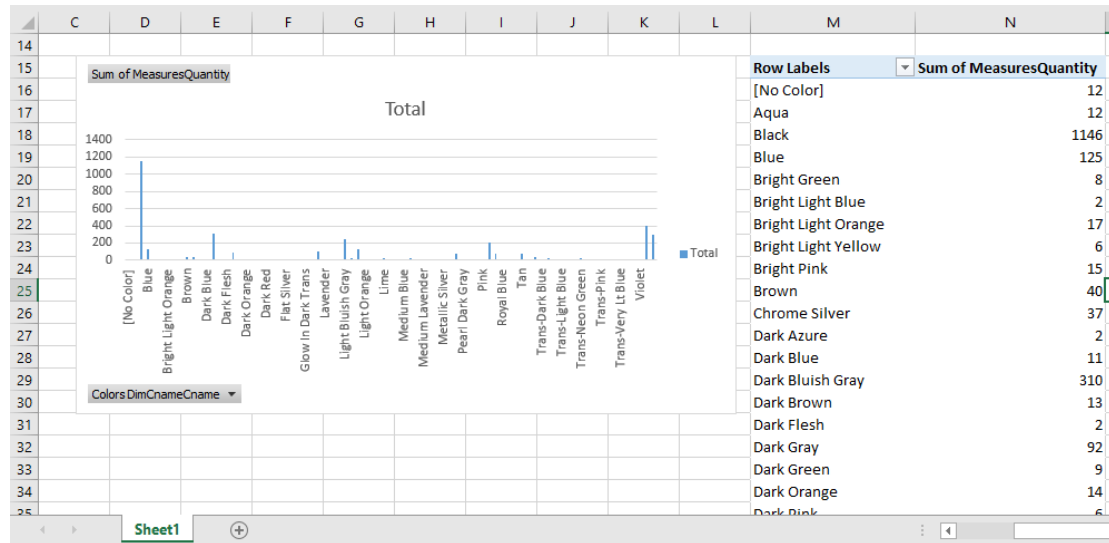 C D E F G H I J K L M N
14
15 Row Labels Sum of MeasuresQuantity
16 [No Color] 12
17 Aqua 12
18 Black 1146
19 Blue 125
20 Bright Green 8
21 Bright Light Blue 2
22 Bright Light Orange 17
23 Bright Light Yellow 6
24 Bright Pink 15
25 Brown 40
26 Chrome Silver 37
27 Dark Azure 2
28 Dark Blue 11
29 Dark Bluish Gray 310
30 Dark Brown 13
31 Dark Flesh 2
32 Dark Gray 92
33 Dark Green 9
34 Dark Orange 14
35 Dark Pink 6
Sum of MeasuresQuantity
Total
1400
1200
1000
800
600
400
200
0
[No Color]
Blue
Bright Light Orange
Brown
Dark Blue
Dark Flesh
Dark Orange
Dark Red
Flat Silver
Glow In Dark Trans
Lavender
Light Bluish Gray
Light Orange
Lime
Medium Blue
Medium Lavender
Metallic Silver
Pearl Dark Gray
Pink
Royal Blue
Tan
Trans-Dark Blue
Trans-Light Blue
Trans-Neon Green
Trans-Pink
Trans-Very Lt Blue
Violet
Total
Colors DimCnameCname
Sheet1